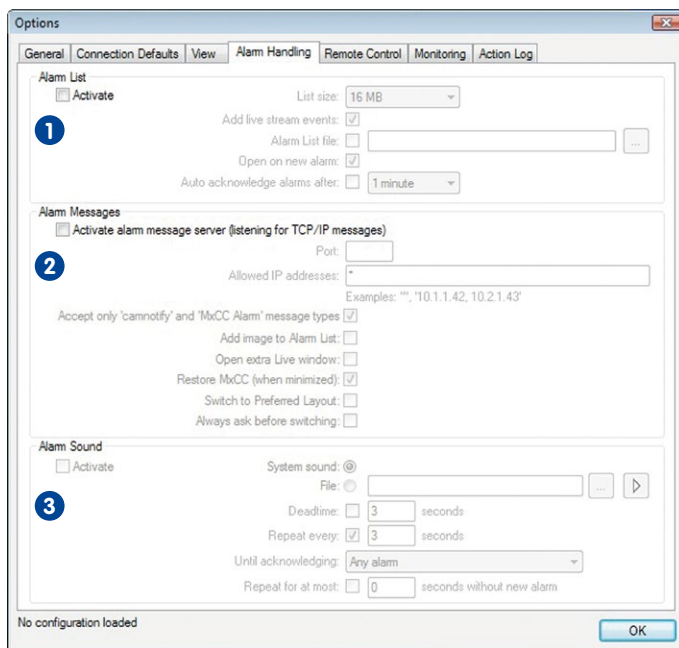 Options
General Connection Defaults View Alarm Handling Remote Control Monitoring Action Log
Alarm List
Activate List size: 16 MB
1
Add live stream events:
Alarm List file: ...
Open on new alarm:
Auto acknowledge alarms after: 1 minute
Alarm Messages
Activate alarm message server (listening for TCP/IP messages)
2
Port:
Allowed IP addresses: *
Examples: "*", '10.1.1.42, 10.2.1.43'
Accept only 'camnotify' and 'MxCC Alarm' message types
Add image to Alarm List:
Open extra Live window:
Restore MxCC (when minimized):
Switch to Preferred Layout:
Always ask before switching:
Alarm Sound
Activate System sound:
File: ...
3
Deadtime: 3 seconds
Repeat every: 3 seconds
Until acknowledging: Any alarm
Repeat for at most: 0 seconds without new alarm
No configuration loaded
OK